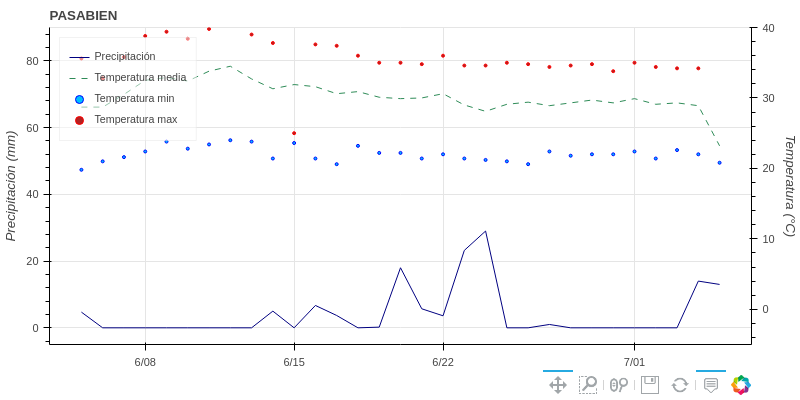 PASABIEN
Precipitación
Temperatura media
Temperatura min
Temperatura max
80
60
40
20
0
Precipitación (mm)
40
30
20
10
0
Temperatura (°C)
6/08
6/15
6/22
7/01